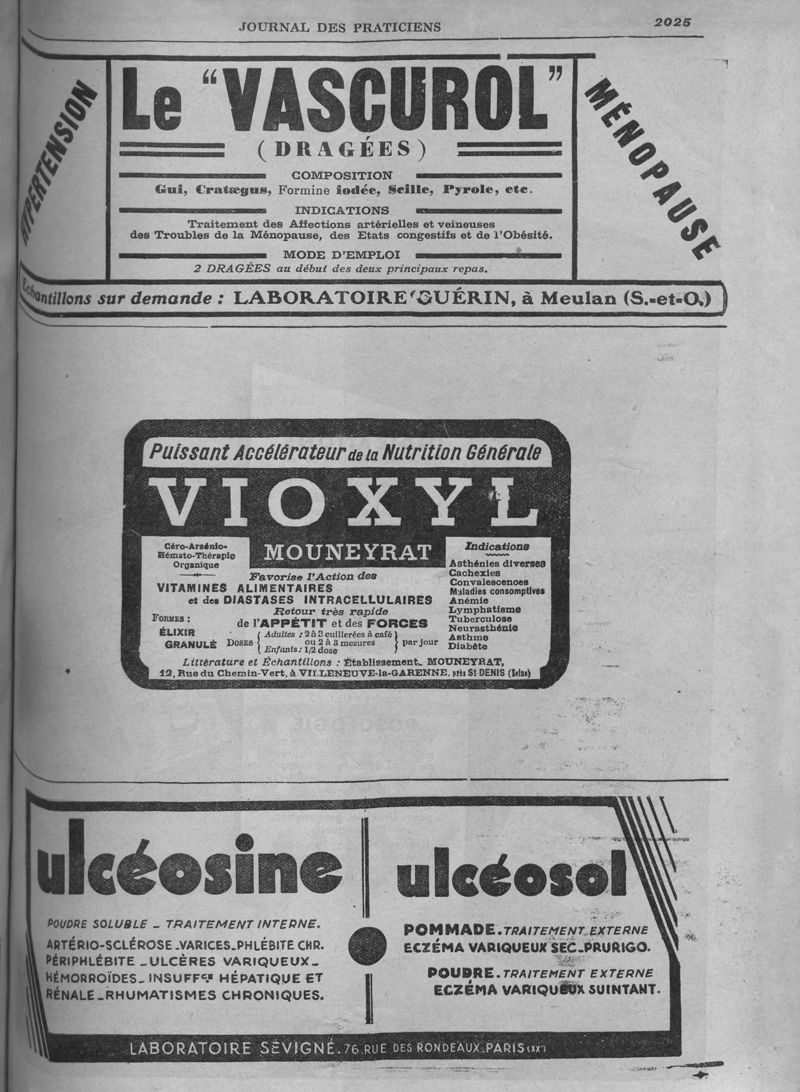 JOURNAL DES PRATICIENS
2025
HYPERTENSION
Le "VASCUROL"
(DRAGÉES)
COMPOSITION
Gui, Cratægus, Formine iodée, Scille, Pyrole, etc.
INDICATIONS
Traitement des Affections artérielles et veineuses
des Troubles de la Ménopause, des Etats congestifs et de l'Obésité.
MODE D'EMPLOI
2 DRAGÉES au début des deux principaux repas.
MÉNOPAUSE
Échantillons sur demande : LABORATOIRE GUÉRIN, à Meulan (S.-et-O.)
Puissant Accélérateur de la Nutrition Générale
VIOXYL
MOUNEYRAT
Céro-Arsénio-
Hémato-Thérapie
Organique
Favorise l'Action des
VITAMINES ALIMENTAIRES
et des DIASTASES INTRACELLULAIRES
Retour très rapide
de l'APPÉTIT et des FORCES
FORMES :
ÉLIXIR
GRANULÉ
DOSES
Adultes : 2 à 3 cuillerées à café
ou 2 à 3 mesures
Enfants : 1/2 dose
par jour
Indications
Asthénies diverses
Cachexies
Convalescences
Maladies consomptives
Anémie
Lymphatisme
Tuberculose
Neurasthénie
Asthme
Diabète
Littérature et Échantillons : Établissements MOUNEYRAT,
12, Rue du Chemin-Vert, à VILLENEUVE-la-GARENNE, près St-DENIS (Seine)
ulcéosine
POUDRE SOLUBLE - TRAITEMENT INTERNE.
ARTÉRIO-SCLÉROSE-VARICES-PHLÉBITE CHR.
PÉRIPHLÉBITE - ULCÈRES VARIQUEUX-
HÉMORROÏDES- INSUFFces HÉPATIQUE ET
RÉNALE-RHUMATISMES CHRONIQUES.
ulcéosol
POMMADE. TRAITEMENT EXTERNE
ECZÉMA VARIQUEUX SEC-PRURIGO.
POUDRE. TRAITEMENT EXTERNE
ECZÉMA VARIQUEUX SUINTANT.
LABORATOIRE SÉVIGNÉ. 76, RUE DES RONDEAUX-PARIS (XXe)